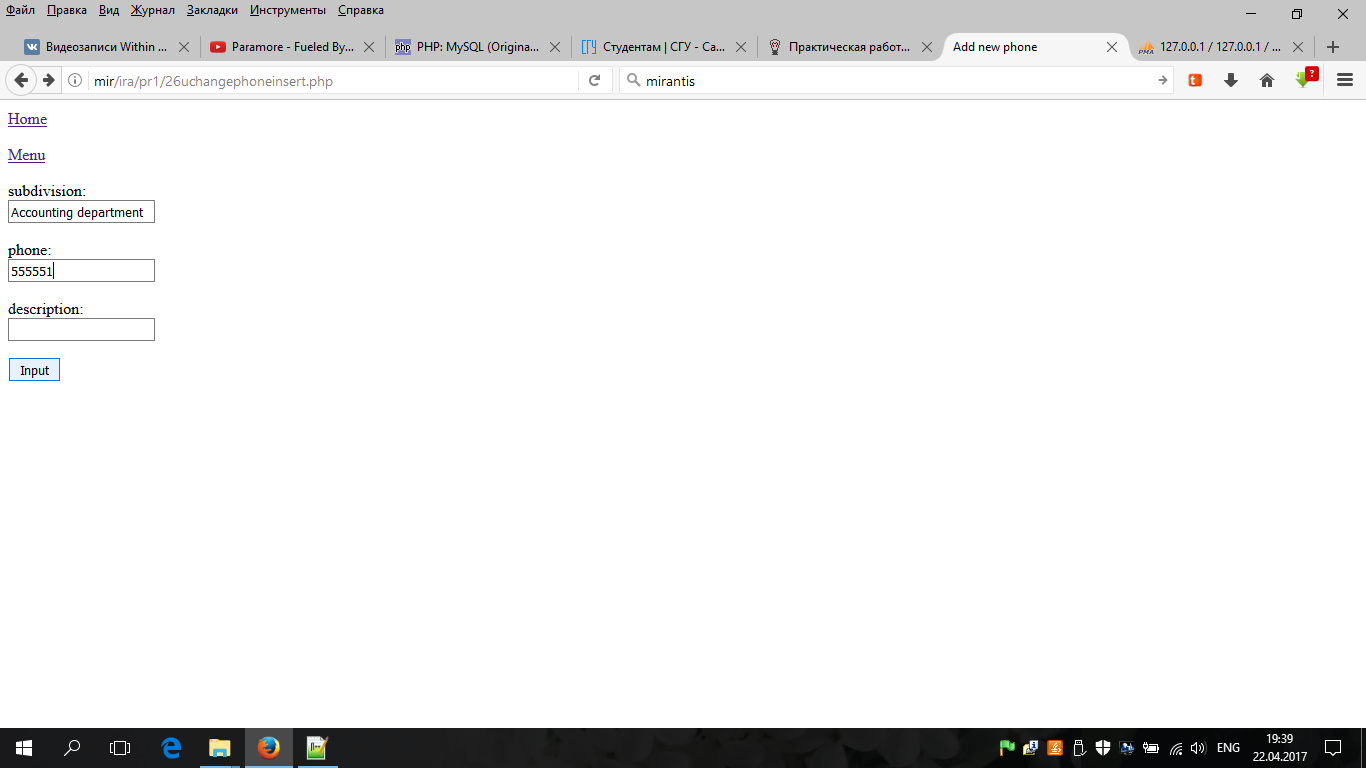 Файл Правка Вид Журнал Закладки Инструменты Справка
Видеозаписи Within ... Paramore - Fueled By... php PHP: MySQL (Origina... Студентам | СГУ - Са... Практическая работ... Add new phone PMA 127.0.0.1 / 127.0.0.1 / ...
mir/ira/pr1/26uchangephoneinsert.php mirantis
Home
Menu
subdivision:
Accounting department
phone:
555551
description:
Input
ENG 19:39
22.04.2017